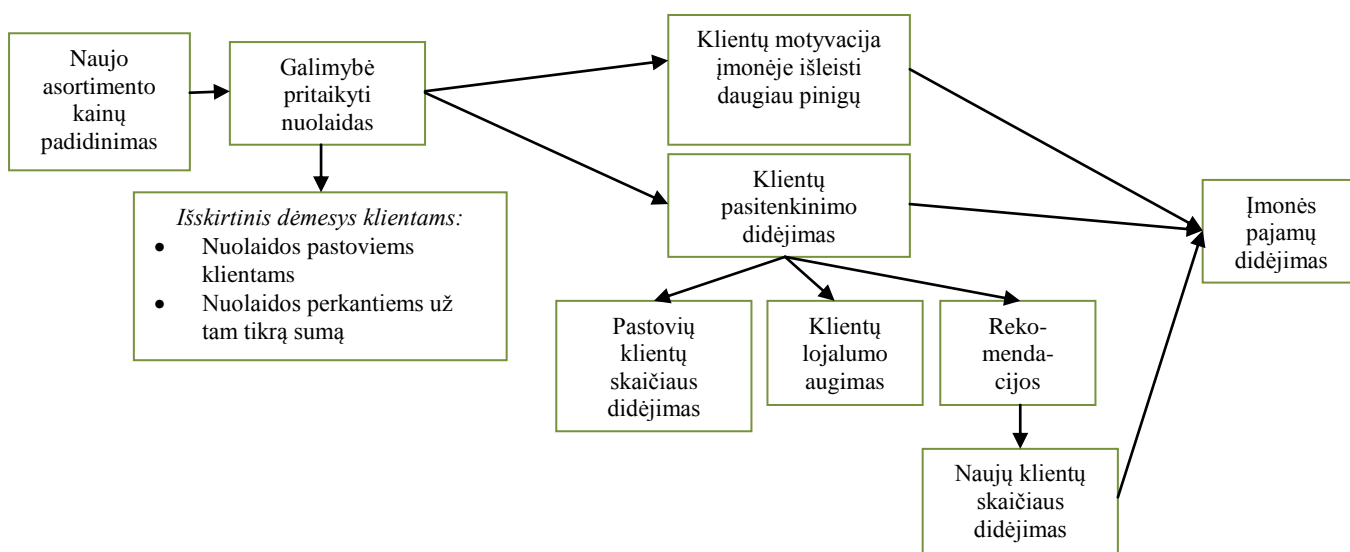 Naujo
asortimento
kainų
padidinimas
Galimybė
pritaikyti
nuolaidas
Išskirtinis dėmesys klientams:
• Nuolaidos pastoviems
klientams
• Nuolaidos perkantiems už
tam tikrą sumą
Klientų motyvacija
įmonėje išleisti
daugiau pinigų
Klientų
pasitenkinimo
didėjimas
Pastovių
klientų
skaičiaus
didėjimas
Klientų
lojalumo
augimas
Reko-
menda-
cijos
Naujų klientų
skaičiaus
didėjimas
Įmonės
pajamų
didėjimas